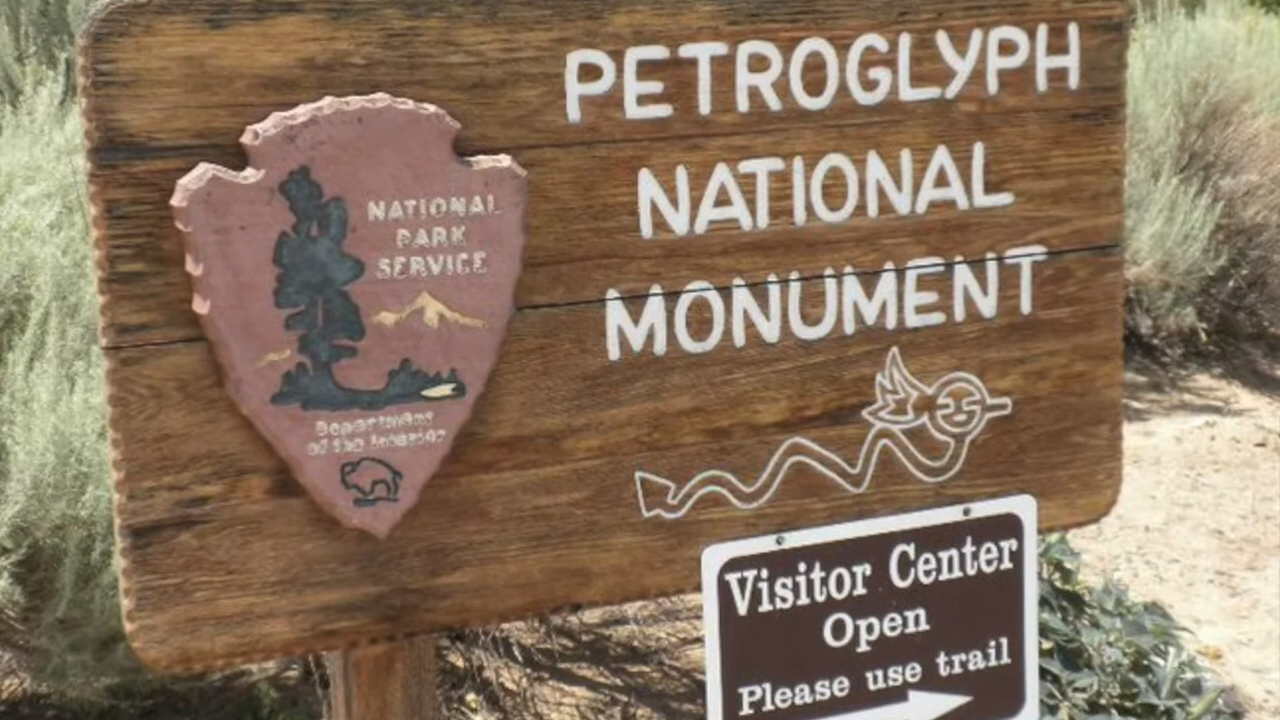 PETROGLYPH
NATIONAL
MONUMENT
NATIONAL
PARK
SERVICE
Department
of the Interior
Visitor Center
Open
Please use trail